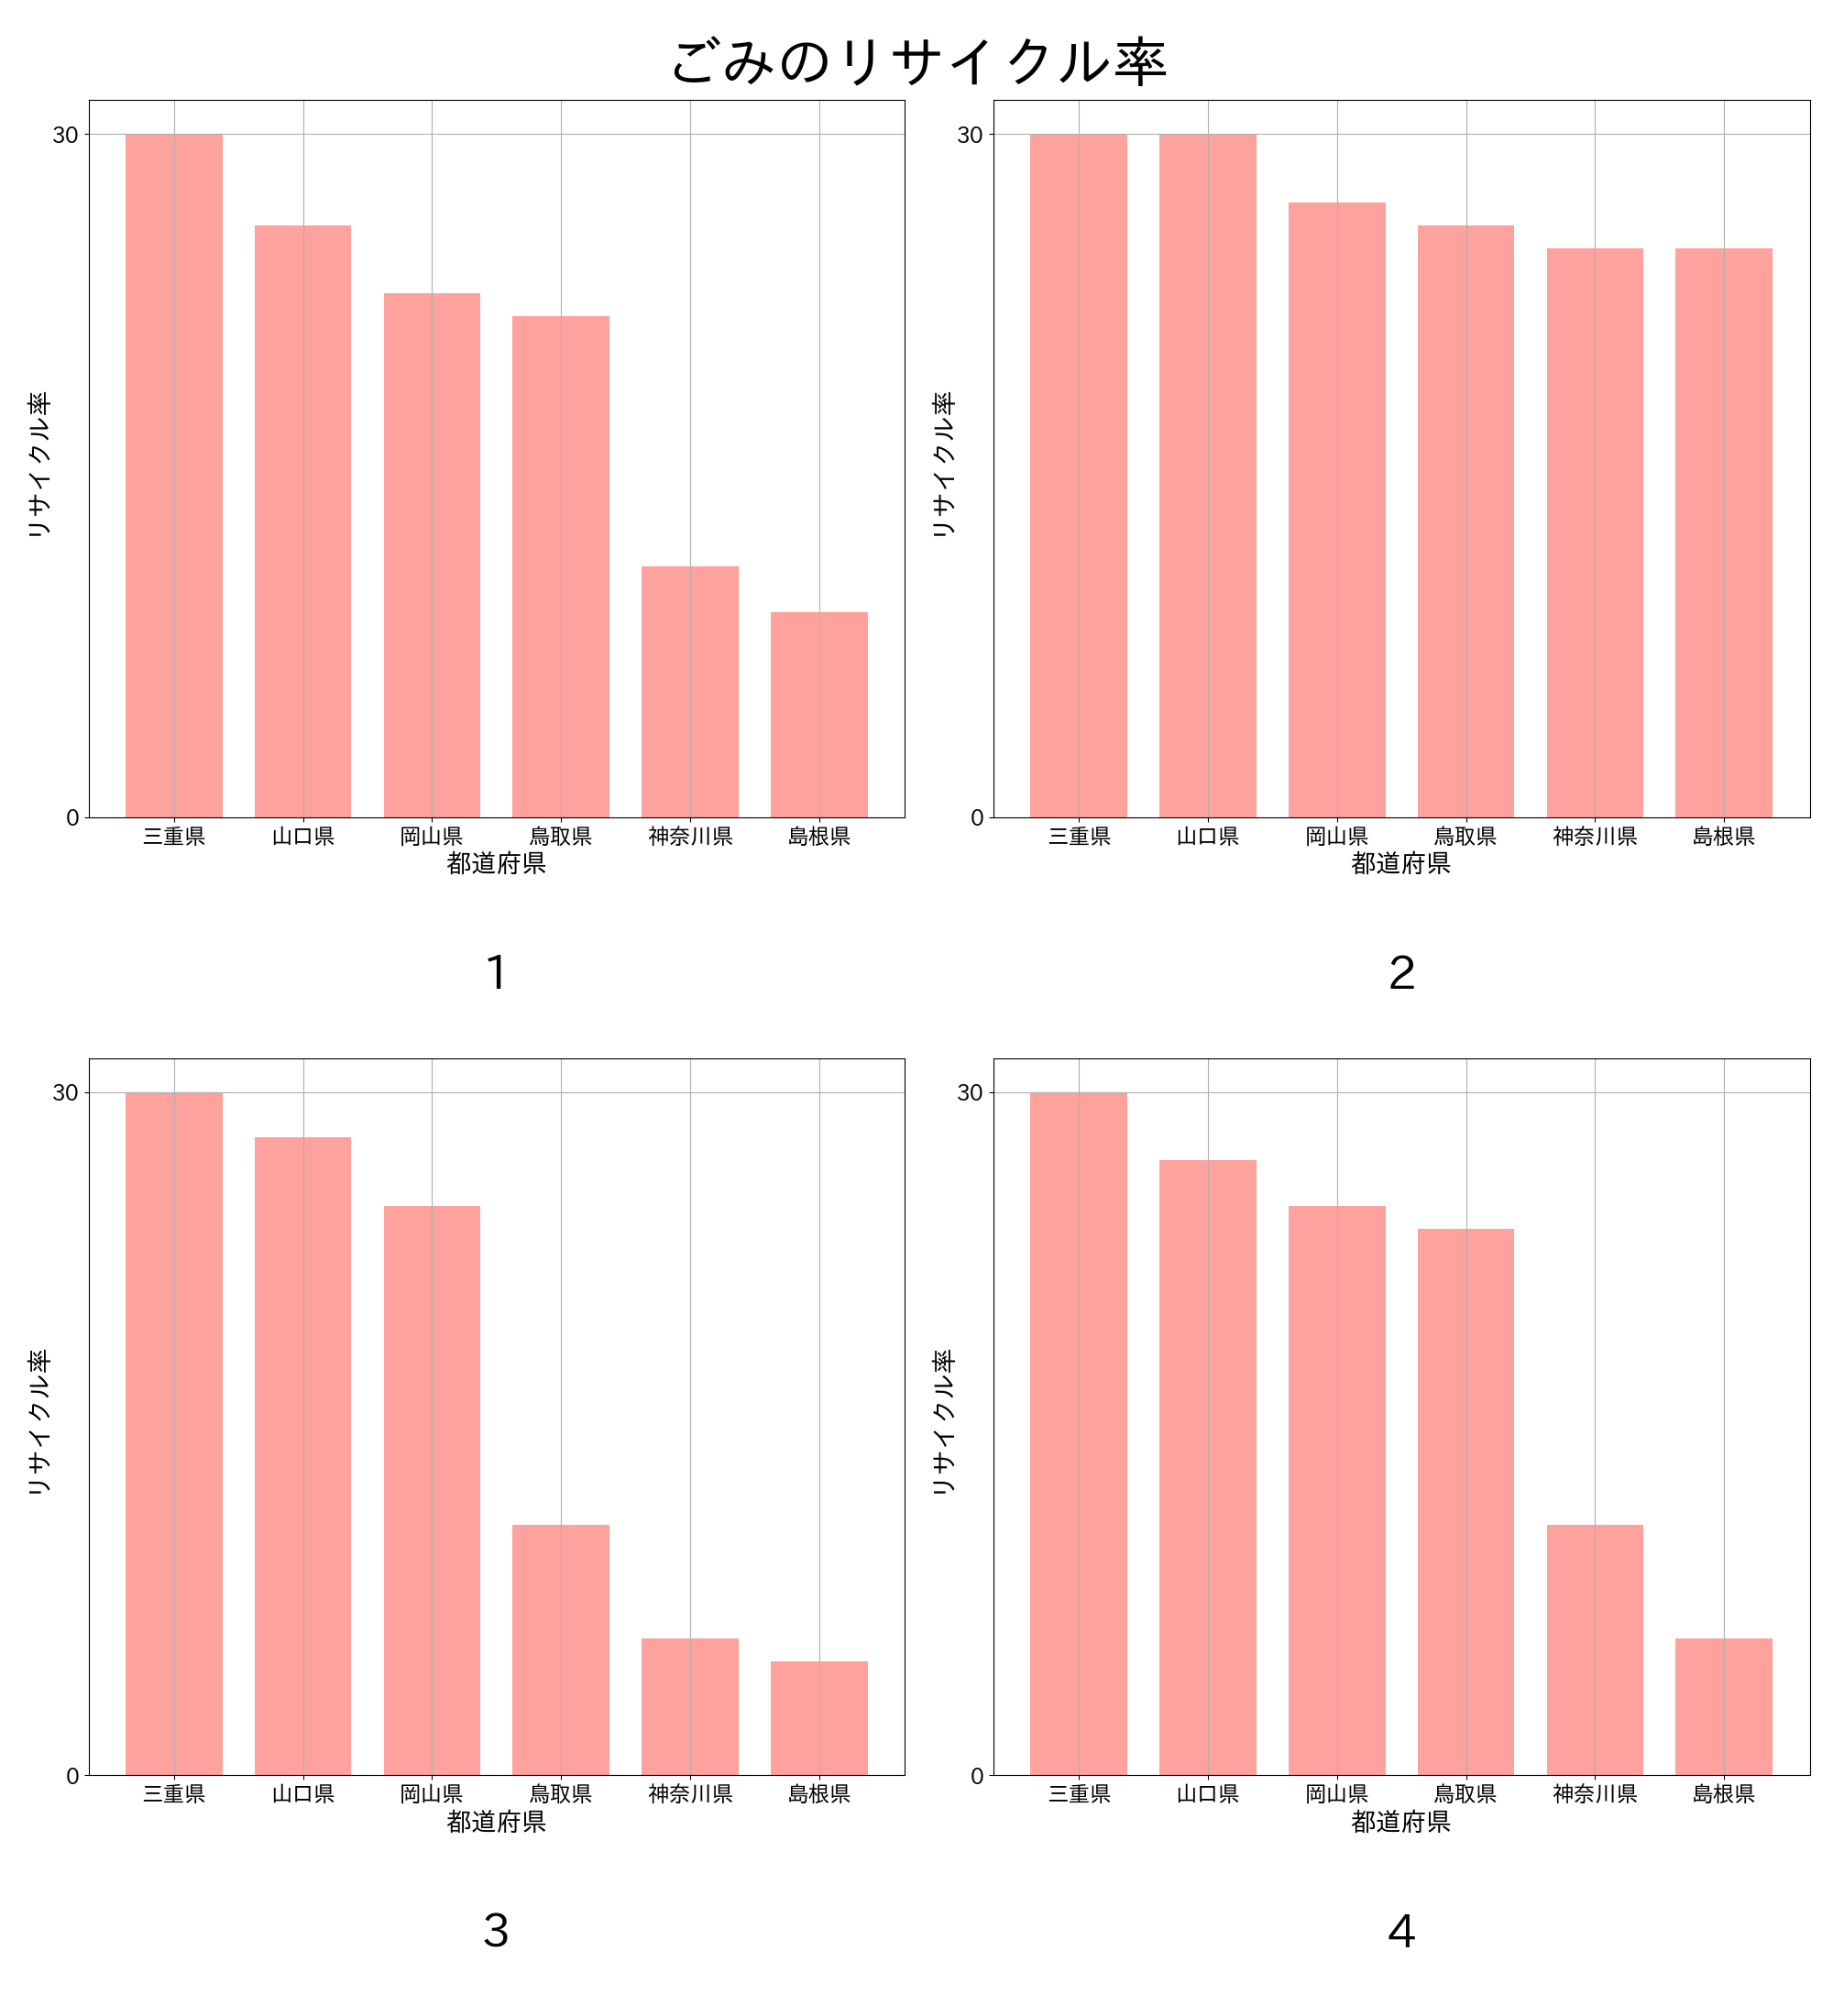 ごみのリサイクル率
30
0
リサイクル率
三重県 山口県 岡山県 鳥取県 神奈川県 島根県
都道府県
1
30
0
リサイクル率
三重県 山口県 岡山県 鳥取県 神奈川県 島根県
都道府県
2
30
0
リサイクル率
三重県 山口県 岡山県 鳥取県 神奈川県 島根県
都道府県
3
30
0
リサイクル率
三重県 山口県 岡山県 鳥取県 神奈川県 島根県
都道府県
4